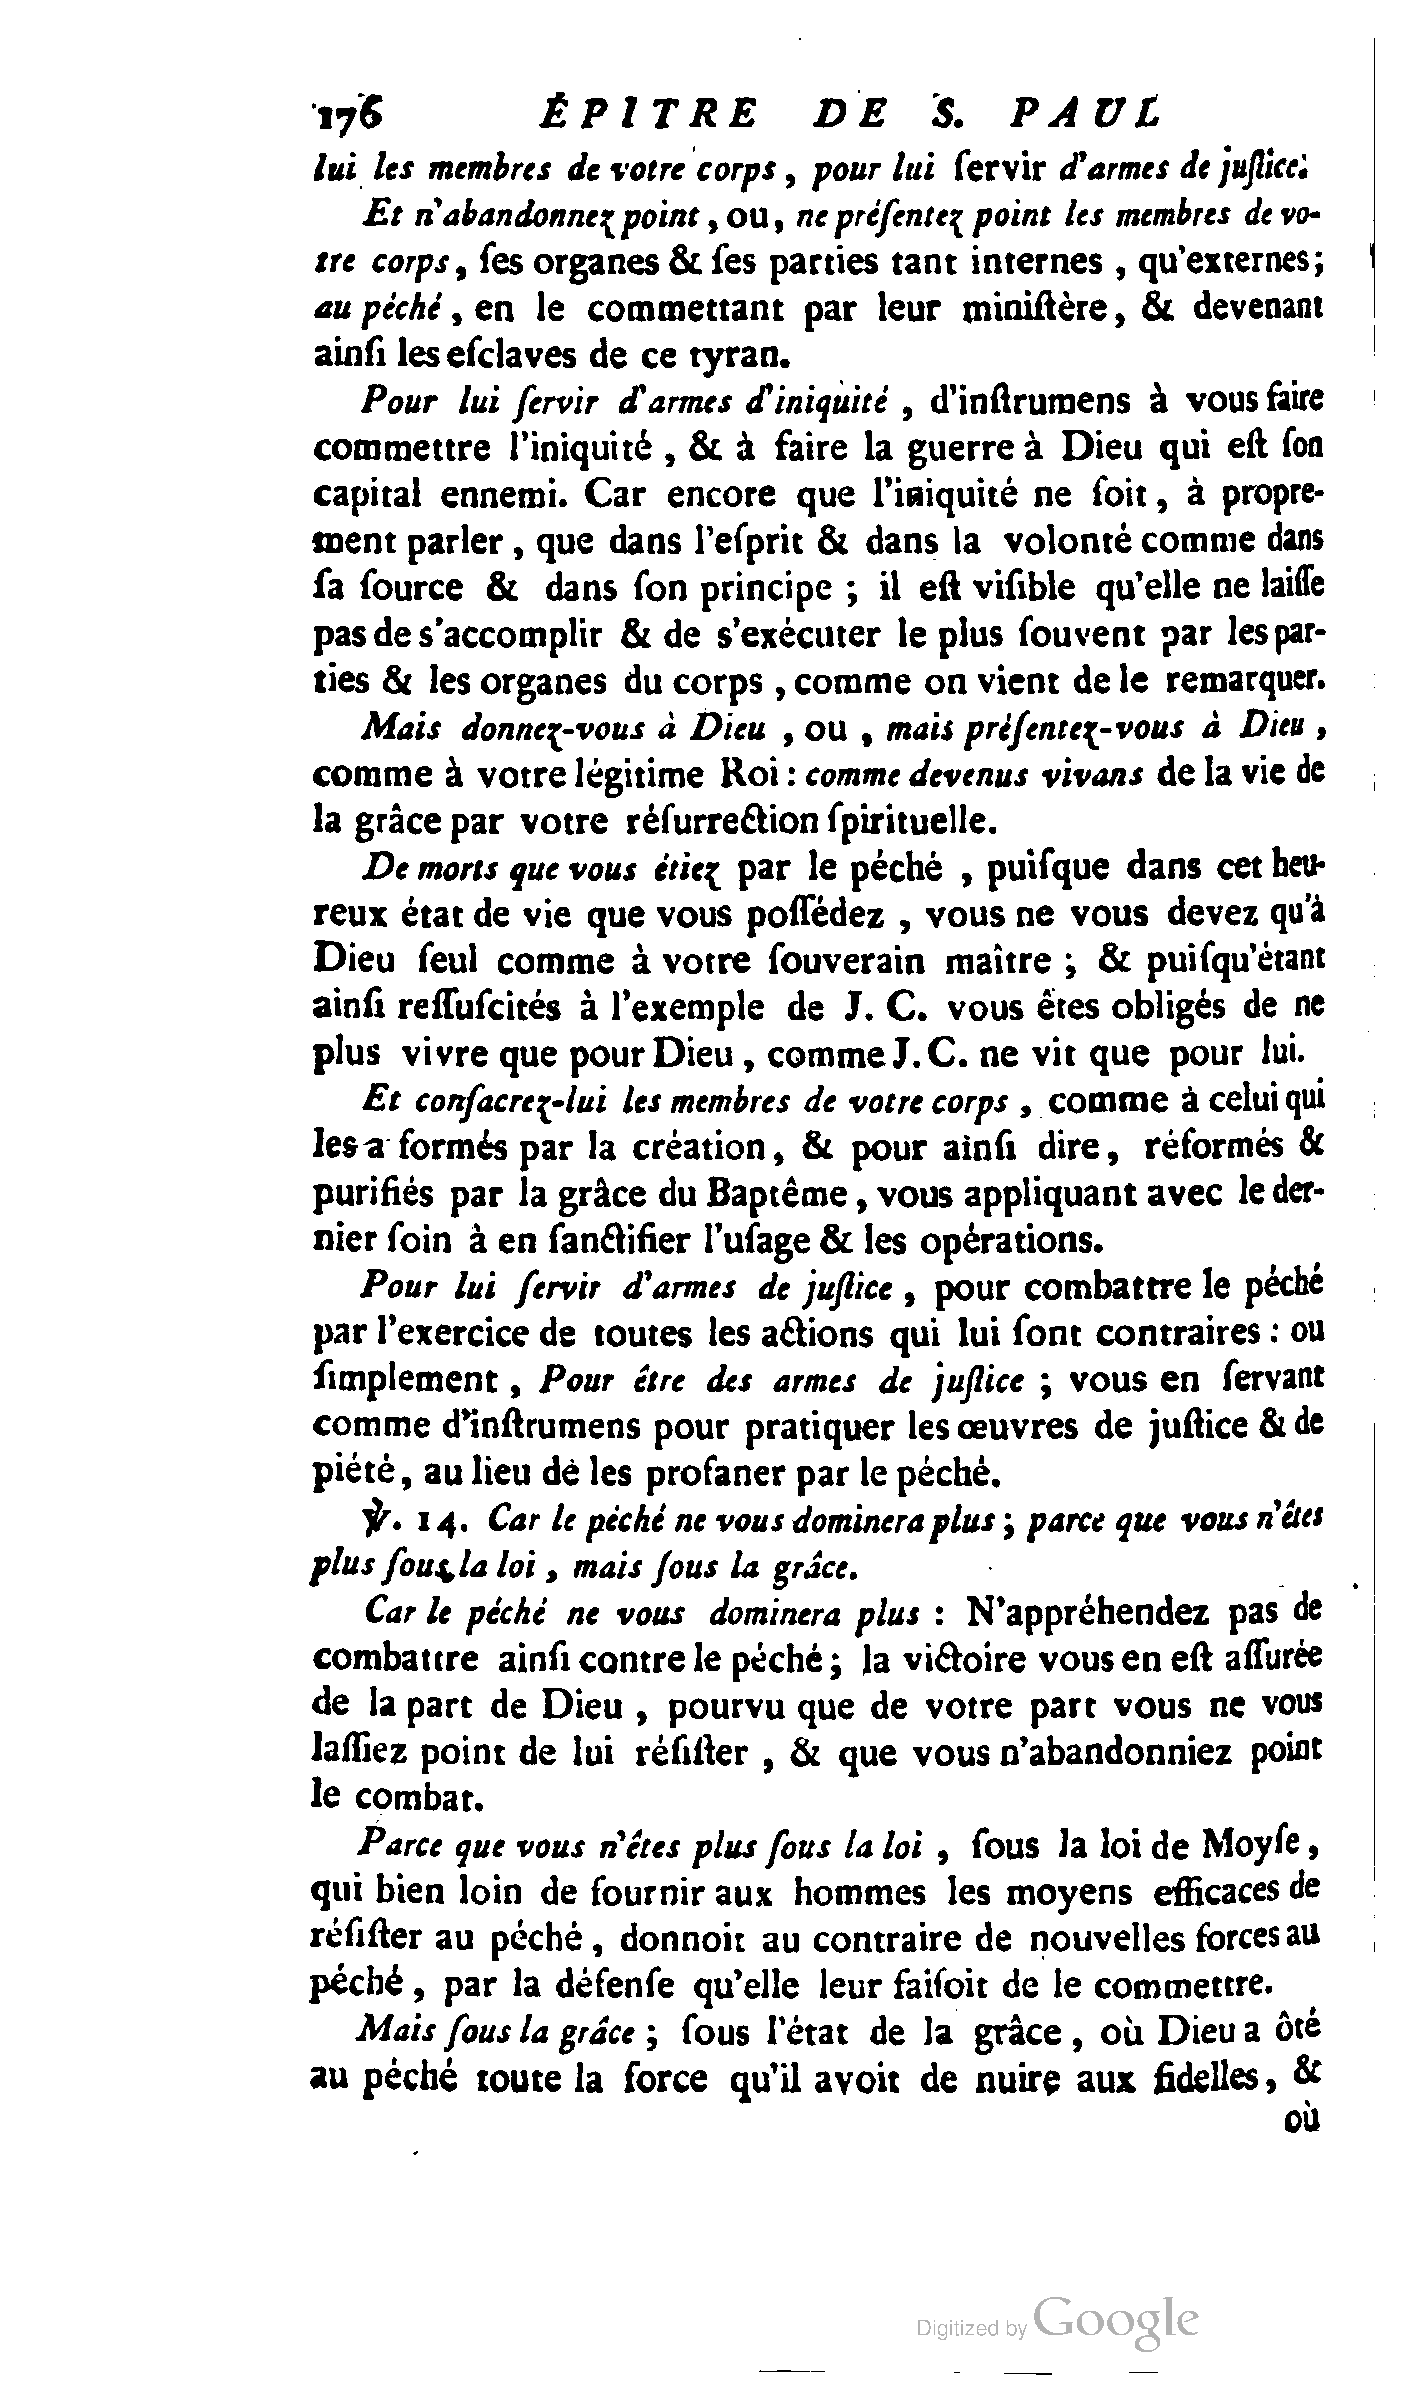 176 ÉPITRE DE S. PAUL
lui les membres de votre corps, pour lui ſervir d'armes de juſtice.
Et n'abandonnez point, ou, ne préſentez point les membres de vo-
tre corps, ſes organes & ſes parties tant internes, qu'externes;
au péché, en le commettant par leur miniſtère, & devenant
ainſi les eſclaves de ce tyran.
Pour lui ſervir d'armes d'iniquité, d'inſtrumens à vous faire
commettre l'iniquité, & à faire la guerre à Dieu qui eſt ſon
capital ennemi. Car encore que l'iniquité ne ſoit, à propre-
ment parler, que dans l'eſprit & dans la volonté comme dans
ſa ſource & dans ſon principe; il eſt viſible qu'elle ne laiſſe
pas de s'accomplir & de s'exécuter le plus ſouvent par les par-
ties & les organes du corps, comme on vient de le remarquer.
Mais donnez-vous à Dieu, ou, mais préſentez-vous à Dieu,
comme à votre légitime Roi: comme devenus vivans de la vie de
la grâce par votre réſurrection ſpirituelle.
De morts que vous étiez par le péché, puiſque dans cet heu-
reux état de vie que vous poſſédez, vous ne vous devez qu'à
Dieu ſeul comme à votre ſouverain maître; & puiſqu'étant
ainſi reſſuſcités à l'exemple de J. C. vous êtes obligés de ne
plus vivre que pour Dieu, comme J. C. ne vit que pour lui.
Et conſacrez-lui les membres de votre corps, comme à celui qui
les a formés par la création, & pour ainſi dire, réformés &
purifiés par la grâce du Baptême, vous appliquant avec le der-
nier ſoin à en ſanctifier l'uſage & les opérations.
Pour lui ſervir d'armes de juſtice, pour combattre le péché
par l'exercice de toutes les actions qui lui ſont contraires: ou
ſimplement, Pour être des armes de juſtice; vous en ſervant
comme d'inſtrumens pour pratiquer les œuvres de juſtice & de
piété, au lieu de les profaner par le péché.
℣. 14. Car le péché ne vous dominera plus; parce que vous n'êtes
plus ſous la loi, mais ſous la grâce.
Car le péché ne vous dominera plus: N'appréhendez pas de
combattre ainſi contre le péché; la victoire vous en eſt aſſurée
de la part de Dieu, pourvu que de votre part vous ne vous
laſſiez point de lui réſiſter, & que vous n'abandonniez point
le combat.
Parce que vous n'êtes plus ſous la loi, ſous la loi de Moyſe,
qui bien loin de fournir aux hommes les moyens efficaces de
réſiſter au péché, donnoit au contraire de nouvelles forces au
péché, par la défenſe qu'elle leur faiſoit de le commettre.
Mais ſous la grâce; ſous l'état de la grâce, où Dieu a ôté
au péché toute la force qu'il avoit de nuire aux fidelles, &
où
Digitized by Google